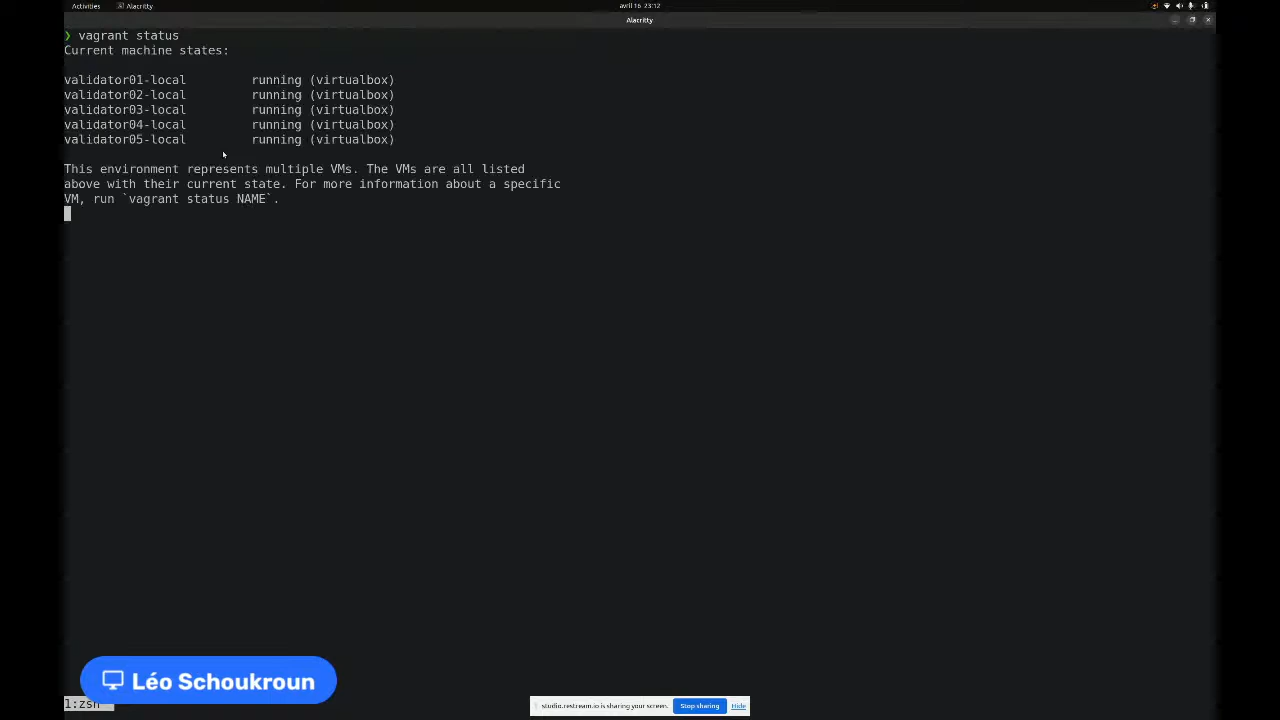 Activities Alacritty avril 16 23:12
Alacritty
❯ vagrant status
Current machine states:
validator01-local running (virtualbox)
validator02-local running (virtualbox)
validator03-local running (virtualbox)
validator04-local running (virtualbox)
validator05-local running (virtualbox)
This environment represents multiple VMs. The VMs are all listed
above with their current state. For more information about a specific
VM, run `vagrant status NAME`.
Léo Schoukroun
1:zsh
studio.restream.io is sharing your screen. Stop sharing Hide